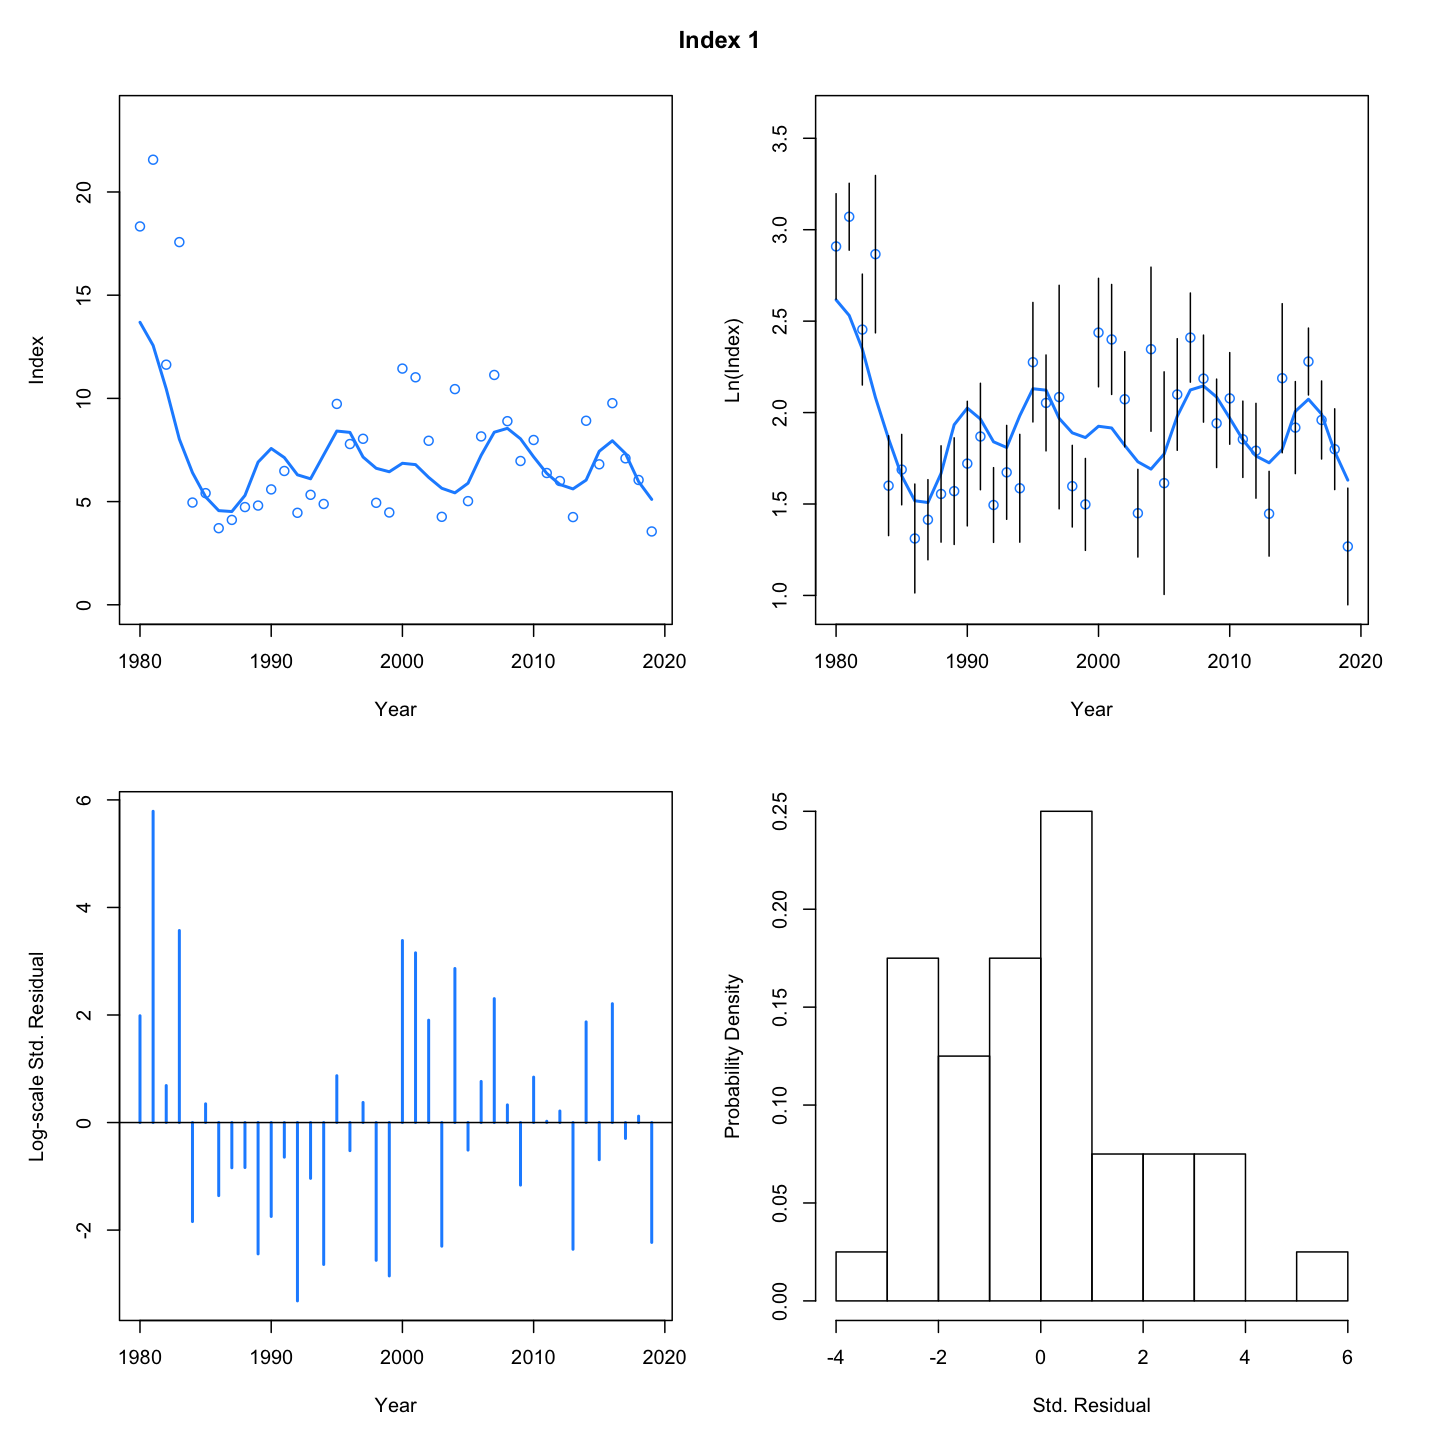 Index 1
Index
20
15
10
5
0
1980 1990 2000 2010 2020
Year
Ln(Index)
3.5
3.0
2.5
2.0
1.5
1.0
1980 1990 2000 2010 2020
Year
Log-scale Std. Residual
6
4
2
0
-2
1980 1990 2000 2010 2020
Year
Probability Density
0.25
0.20
0.15
0.10
0.05
0.00
-4 -2 0 2 4 6
Std. Residual